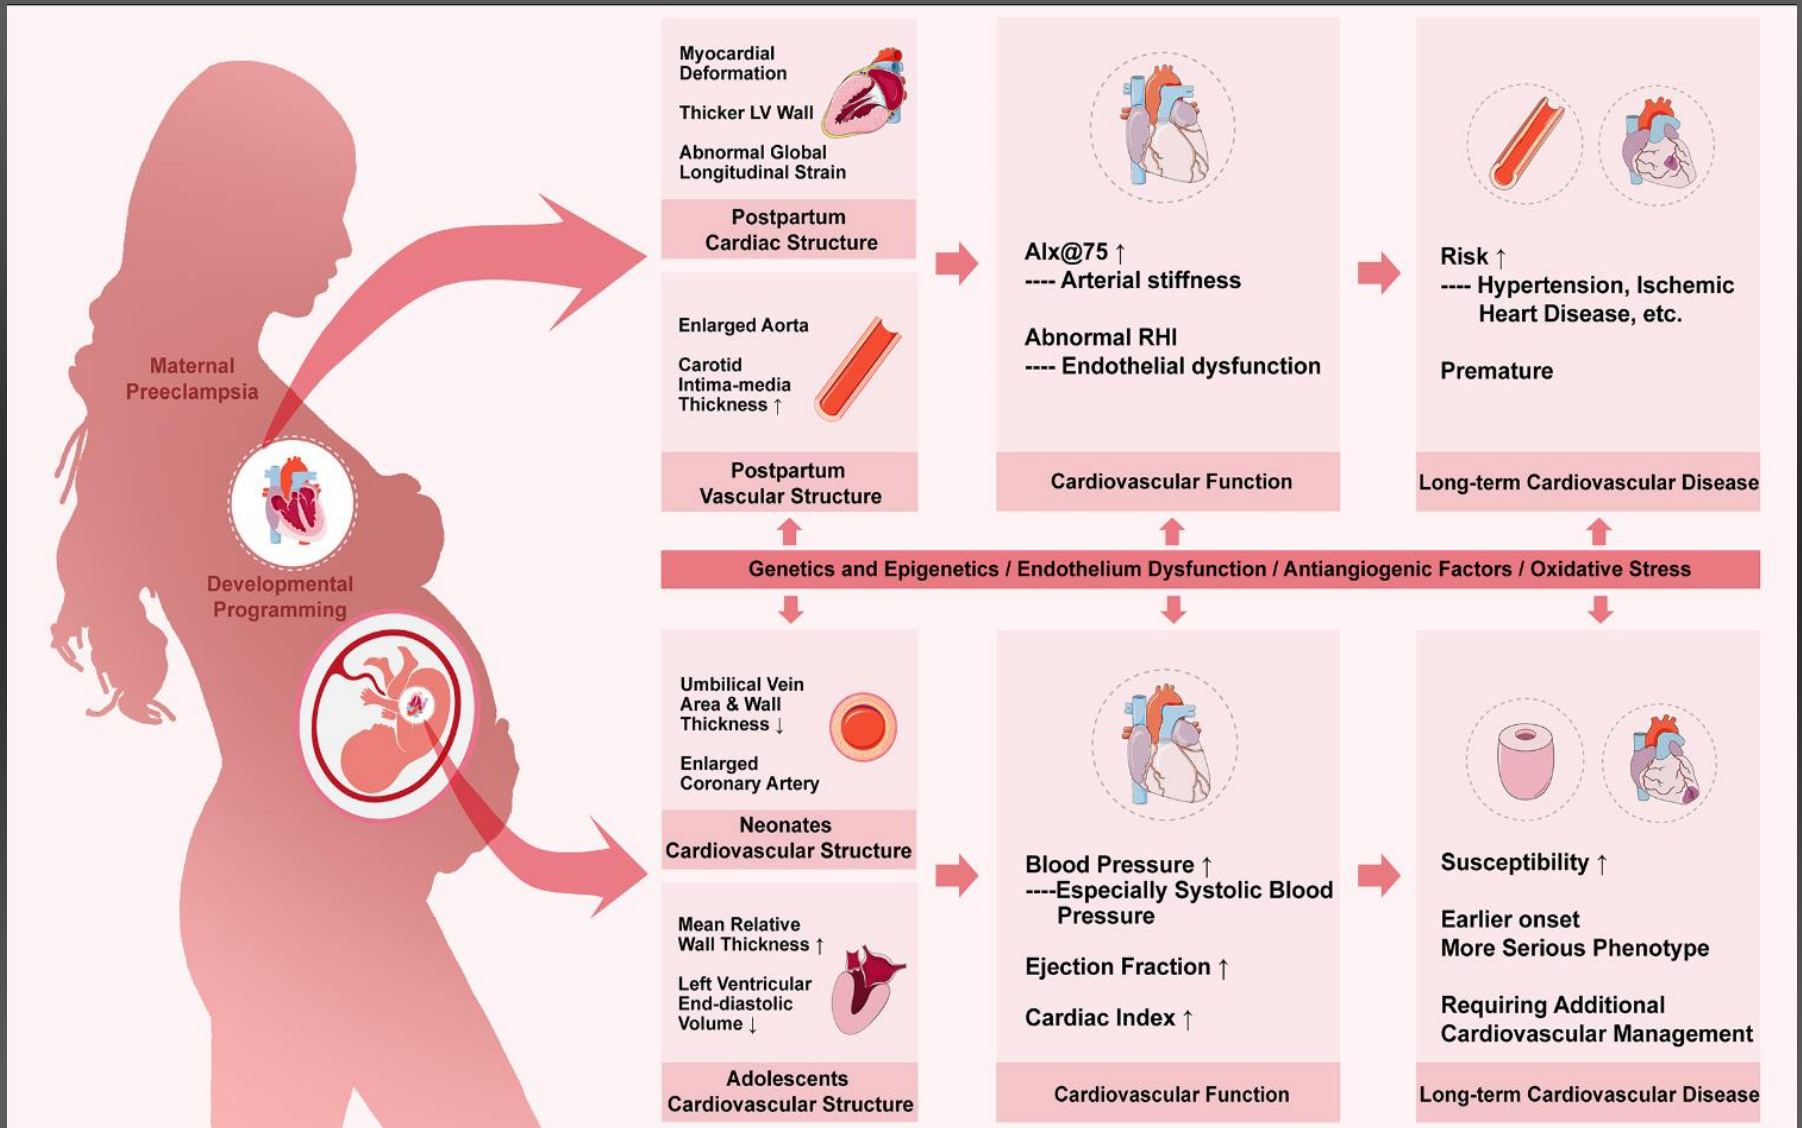 Maternal
Preeclampsia
Developmental
Programming
Myocardial
Deformation
Thicker LV Wall
Abnormal Global
Longitudinal Strain
Postpartum
Cardiac Structure
Enlarged Aorta
Carotid
Intima-media
Thickness ↑
Postpartum
Vascular Structure
AIx@75 ↑
---- Arterial stiffness
Abnormal RHI
---- Endothelial dysfunction
Cardiovascular Function
Risk ↑
---- Hypertension, Ischemic
Heart Disease, etc.
Premature
Long-term Cardiovascular Disease
Genetics and Epigenetics / Endothelium Dysfunction / Antiangiogenic Factors / Oxidative Stress
Umbilical Vein
Area & Wall
Thickness ↓
Enlarged
Coronary Artery
Neonates
Cardiovascular Structure
Mean Relative
Wall Thickness ↑
Left Ventricular
End-diastolic
Volume ↓
Adolescents
Cardiovascular Structure
Blood Pressure ↑
----Especially Systolic Blood
Pressure
Ejection Fraction ↑
Cardiac Index ↑
Cardiovascular Function
Susceptibility ↑
Earlier onset
More Serious Phenotype
Requiring Additional
Cardiovascular Management
Long-term Cardiovascular Disease